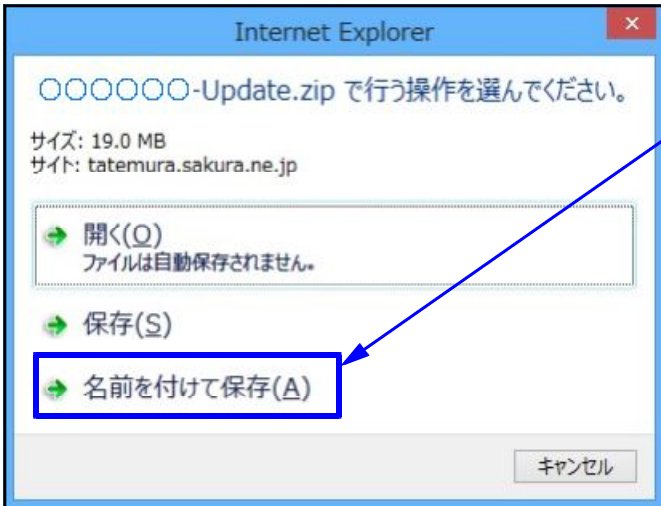 Internet Explorer
○○○○○○-Update.zip で行う操作を選んでください。
サイズ: 19.0 MB
サイト: tatemura.sakura.ne.jp
開く(O)
ファイルは自動保存されません。
保存(S)
名前を付けて保存(A)
キャンセル